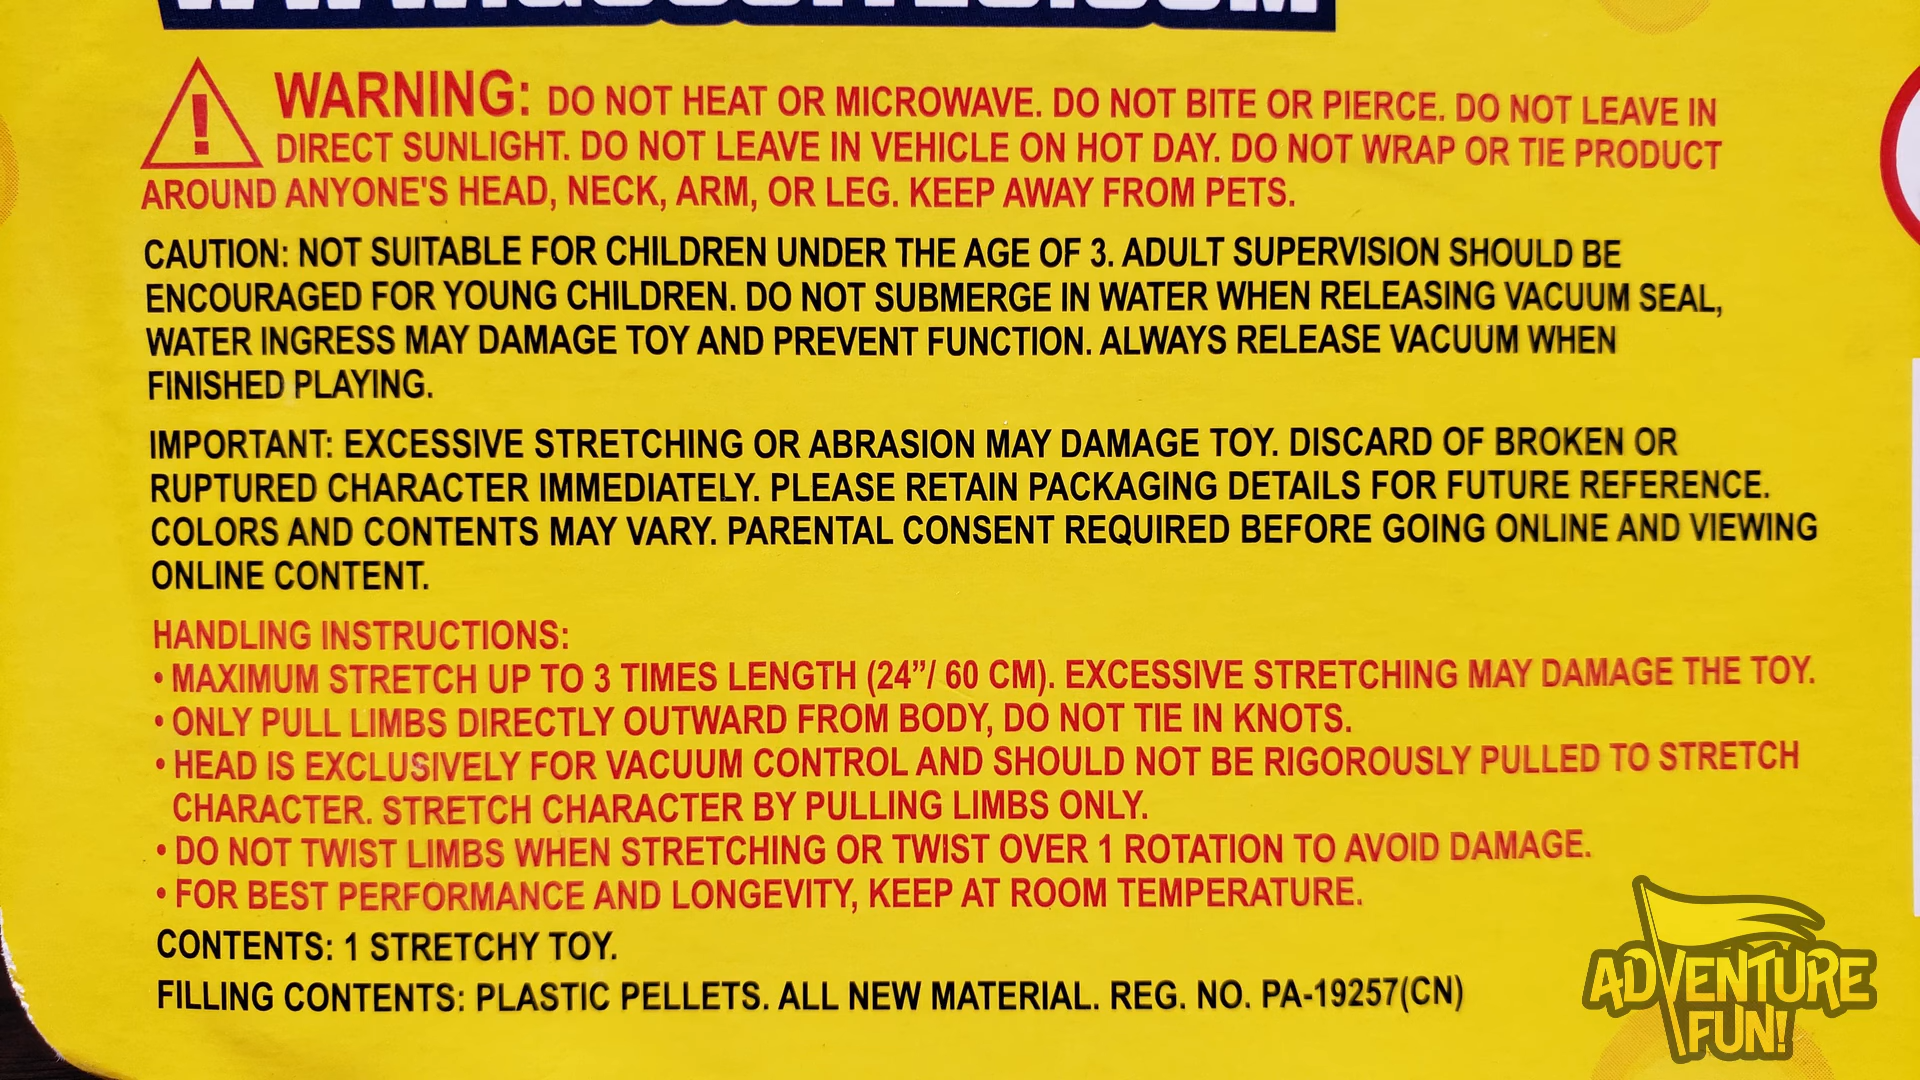 WARNING: DO NOT HEAT OR MICROWAVE. DO NOT BITE OR PIERCE. DO NOT LEAVE IN
DIRECT SUNLIGHT. DO NOT LEAVE IN VEHICLE ON HOT DAY. DO NOT WRAP OR TIE PRODUCT
AROUND ANYONE'S HEAD, NECK, ARM, OR LEG. KEEP AWAY FROM PETS.
CAUTION: NOT SUITABLE FOR CHILDREN UNDER THE AGE OF 3. ADULT SUPERVISION SHOULD BE
ENCOURAGED FOR YOUNG CHILDREN. DO NOT SUBMERGE IN WATER WHEN RELEASING VACUUM SEAL,
WATER INGRESS MAY DAMAGE TOY AND PREVENT FUNCTION. ALWAYS RELEASE VACUUM WHEN
FINISHED PLAYING.
IMPORTANT: EXCESSIVE STRETCHING OR ABRASION MAY DAMAGE TOY. DISCARD OF BROKEN OR
RUPTURED CHARACTER IMMEDIATELY. PLEASE RETAIN PACKAGING DETAILS FOR FUTURE REFERENCE.
COLORS AND CONTENTS MAY VARY. PARENTAL CONSENT REQUIRED BEFORE GOING ONLINE AND VIEWING
ONLINE CONTENT.
HANDLING INSTRUCTIONS:
• MAXIMUM STRETCH UP TO 3 TIMES LENGTH (24”/ 60 CM). EXCESSIVE STRETCHING MAY DAMAGE THE TOY.
• ONLY PULL LIMBS DIRECTLY OUTWARD FROM BODY, DO NOT TIE IN KNOTS.
• HEAD IS EXCLUSIVELY FOR VACUUM CONTROL AND SHOULD NOT BE RIGOROUSLY PULLED TO STRETCH
CHARACTER. STRETCH CHARACTER BY PULLING LIMBS ONLY.
• DO NOT TWIST LIMBS WHEN STRETCHING OR TWIST OVER 1 ROTATION TO AVOID DAMAGE.
• FOR BEST PERFORMANCE AND LONGEVITY, KEEP AT ROOM TEMPERATURE.
CONTENTS: 1 STRETCHY TOY.
FILLING CONTENTS: PLASTIC PELLETS. ALL NEW MATERIAL. REG. NO. PA-19257(CN)
ADVENTURE
FUN!